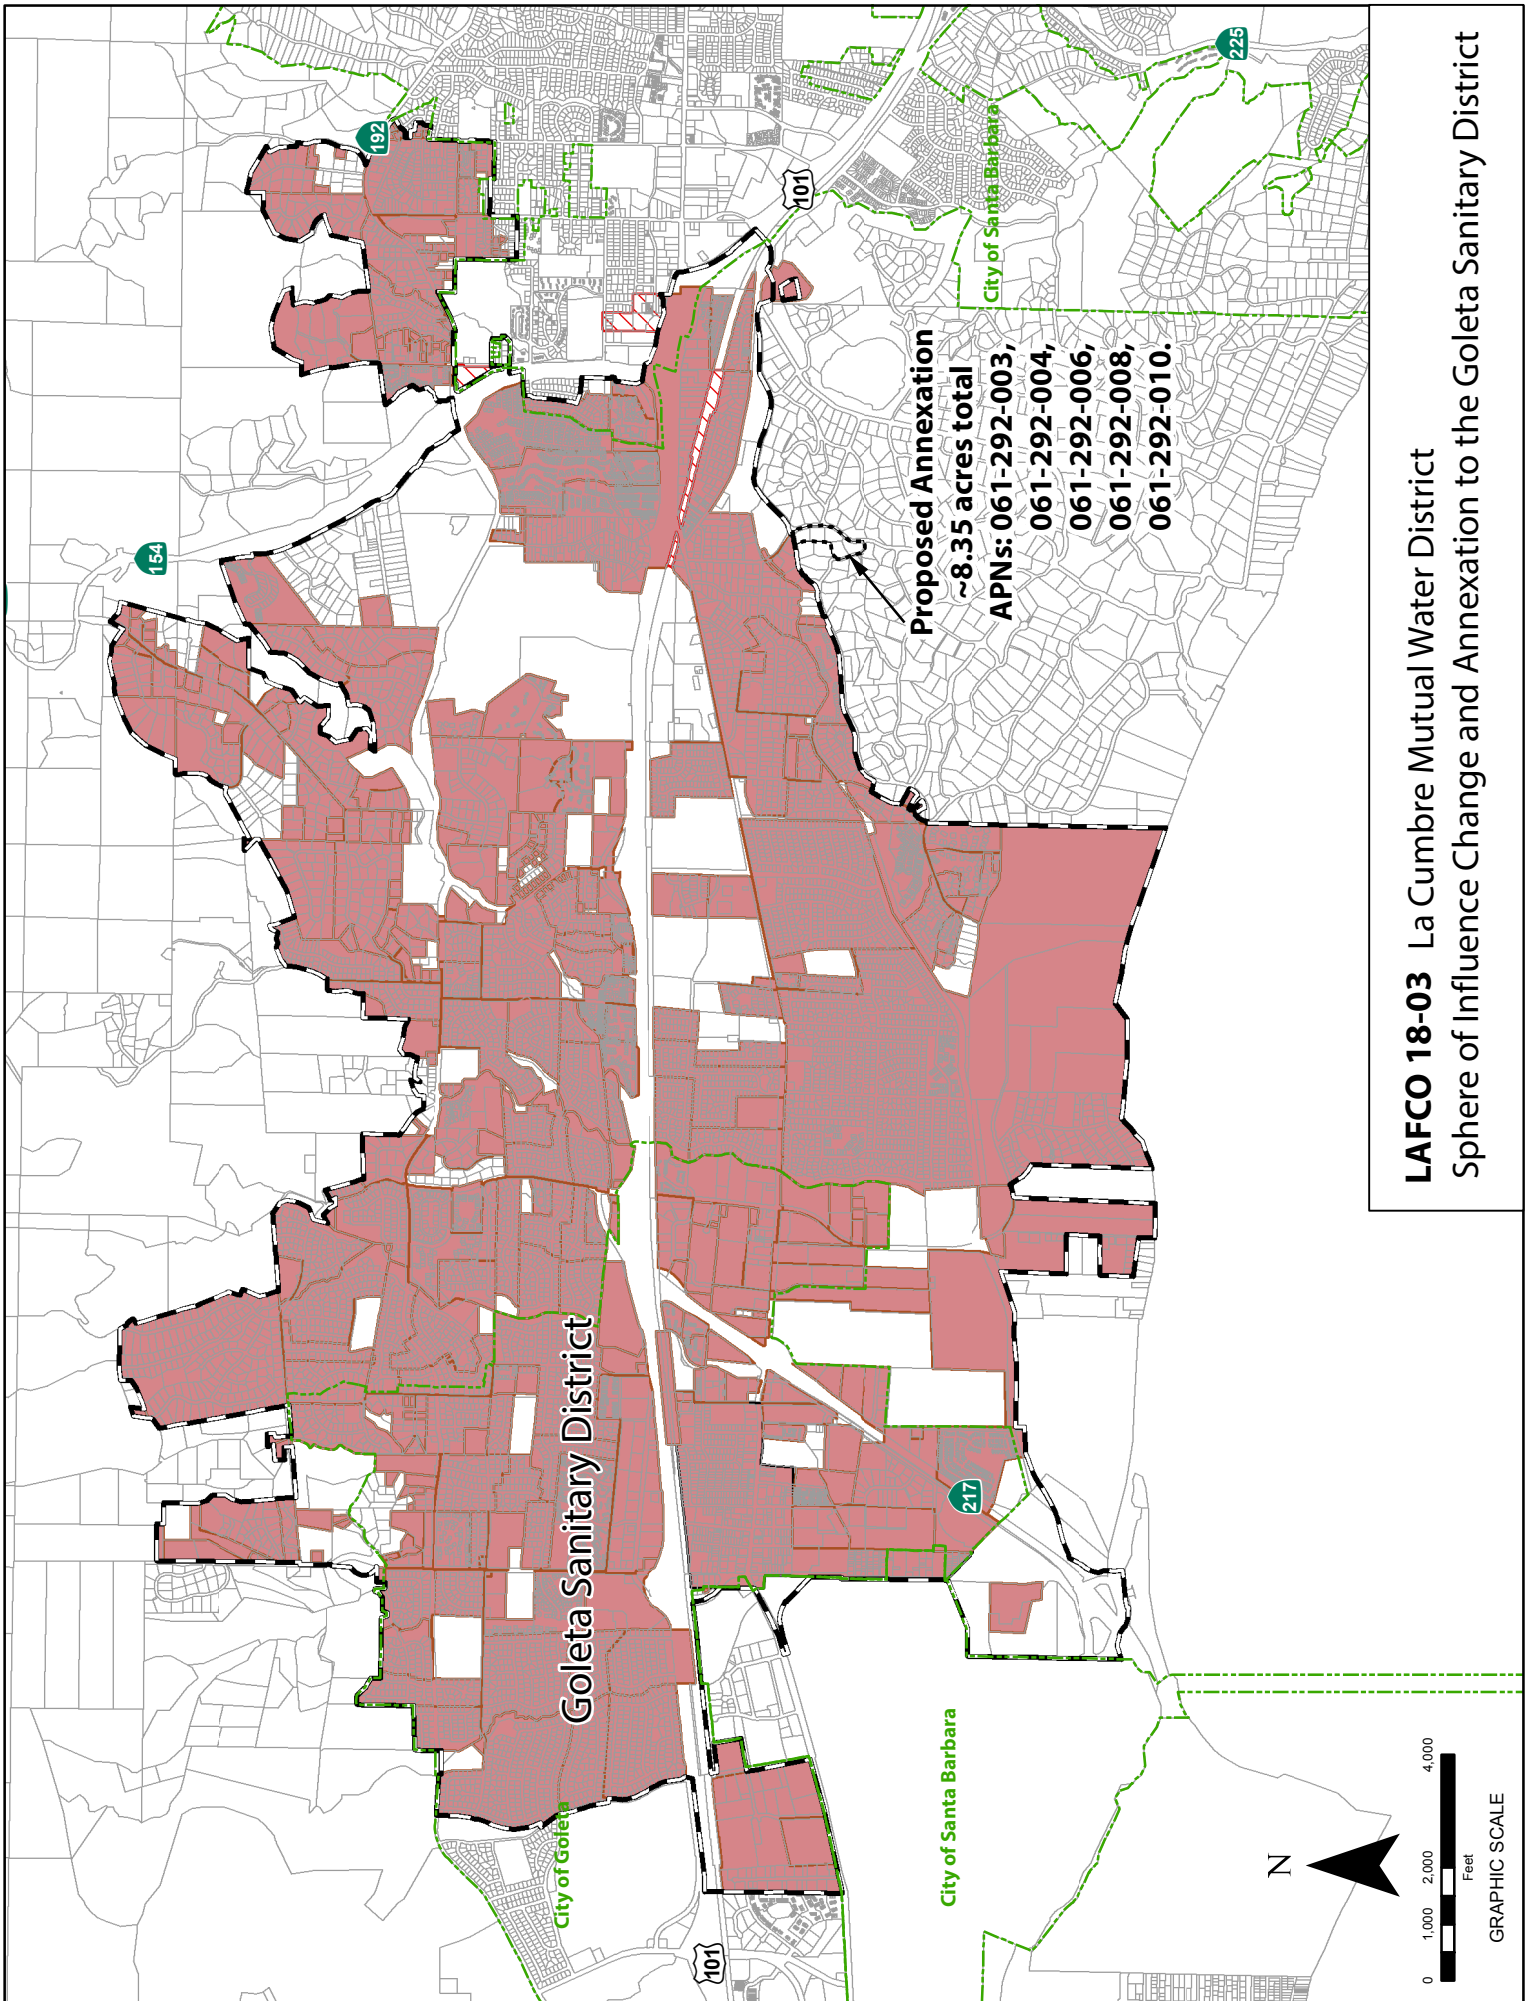 154
192
101
225
City of Santa Barbara
Proposed Annexation
~8.35 acres total
APNs: 061-292-003,
061-292-004,
061-292-006,
061-292-008,
061-292-010.
Goleta Sanitary District
City of Goleta
217
101
City of Santa Barbara
N
0 1,000 2,000 4,000
Feet
GRAPHIC SCALE
LAFCO 18-03 La Cumbre Mutual Water District
Sphere of Influence Change and Annexation to the Goleta Sanitary District